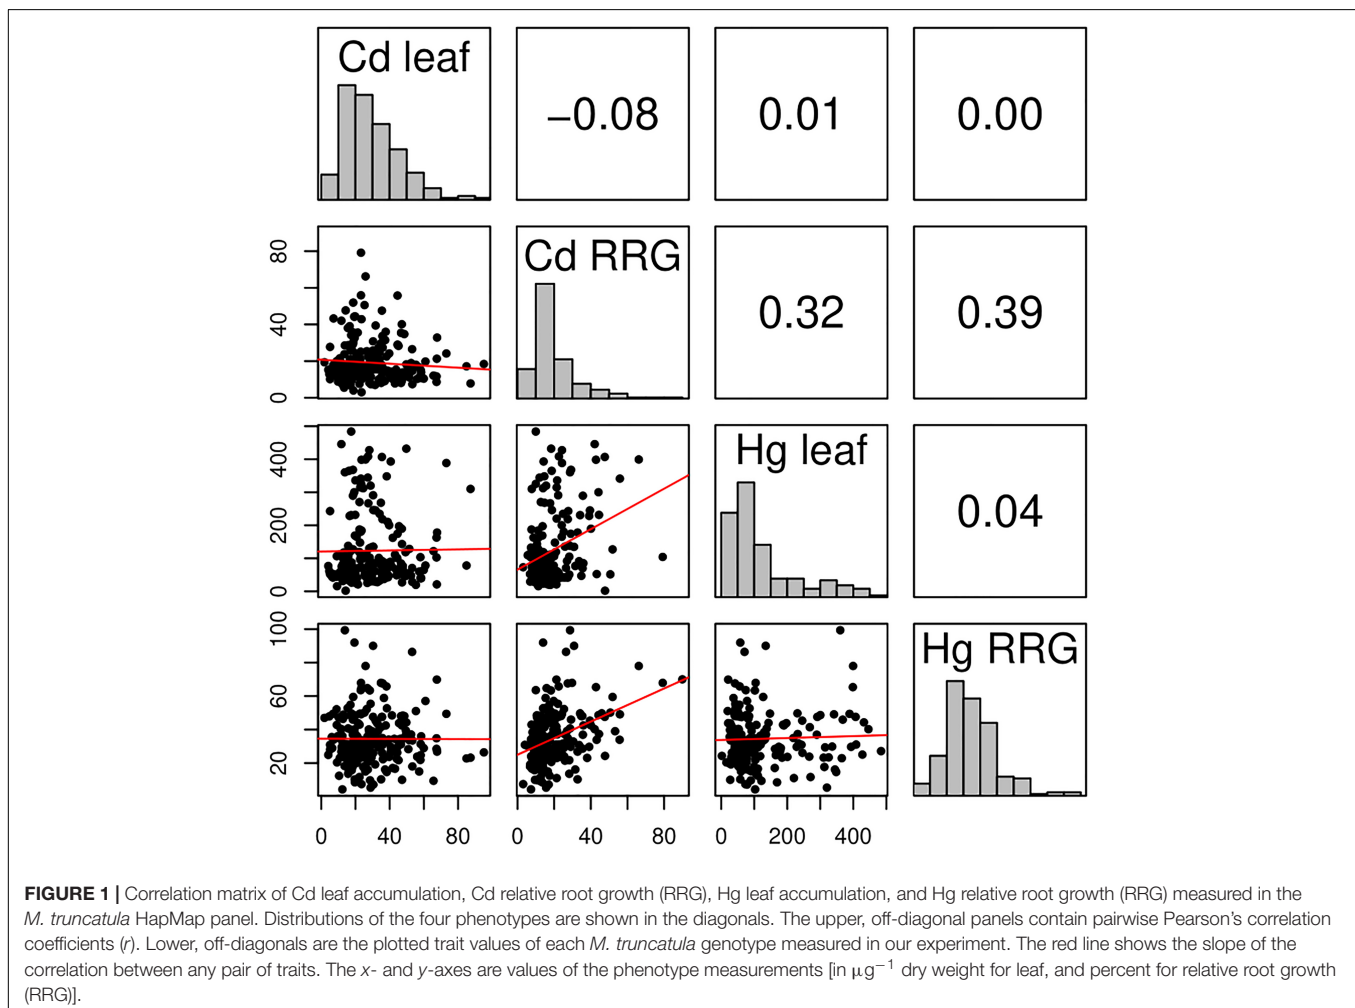 Cd leaf
−0.08
0.01
0.00
Cd RRG
0.32
0.39
0 40 80
Hg leaf
0.04
0 200 400
Hg RRG
20 60 100
0 40 80
0 40 80
0 200 400
FIGURE 1 | Correlation matrix of Cd leaf accumulation, Cd relative root growth (RRG), Hg leaf accumulation, and Hg relative root growth (RRG) measured in the
M. truncatula HapMap panel. Distributions of the four phenotypes are shown in the diagonals. The upper, off-diagonal panels contain pairwise Pearson's correlation
coefficients (r). Lower, off-diagonals are the plotted trait values of each M. truncatula genotype measured in our experiment. The red line shows the slope of the
correlation between any pair of traits. The x- and y-axes are values of the phenotype measurements [in μg⁻¹ dry weight for leaf, and percent for relative root growth
(RRG)].